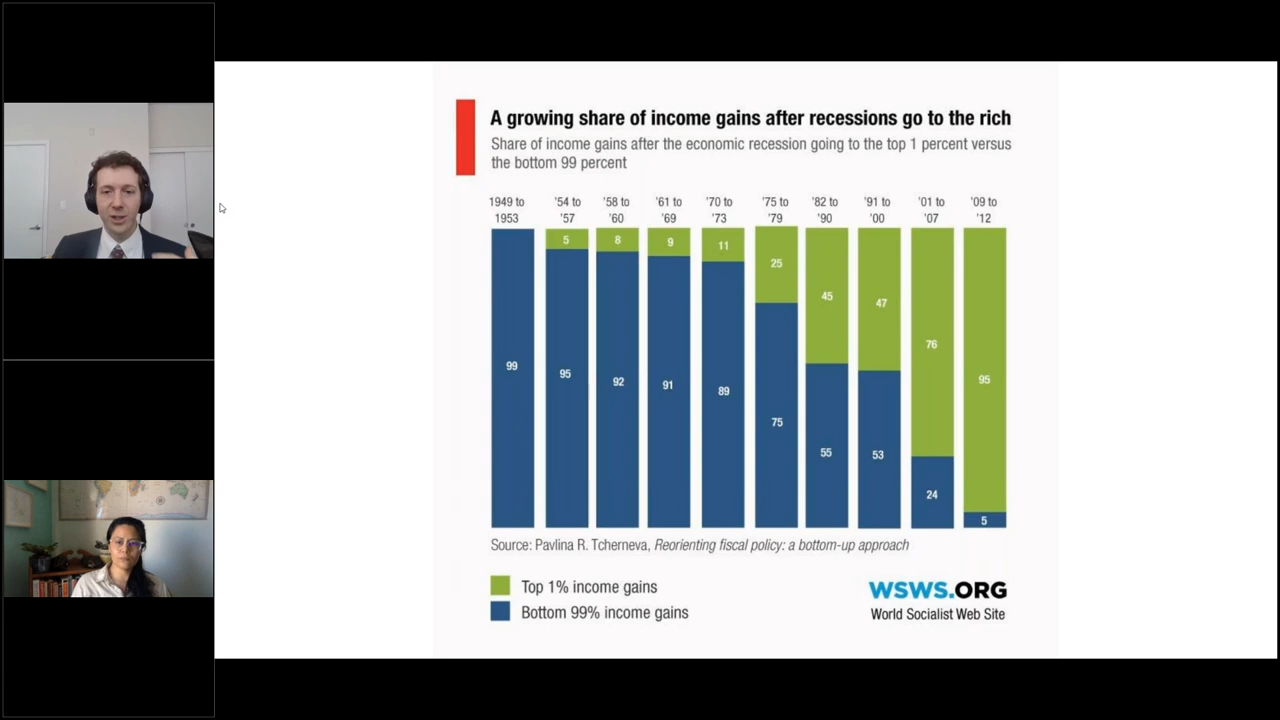 A growing share of income gains after recessions go to the rich
Share of income gains after the economic recession going to the top 1 percent versus
the bottom 99 percent
1949 to '54 to '58 to '61 to '70 to '75 to '82 to '91 to '01 to '09 to
1953 '57 '60 '69 '73 '79 '90 '00 '07 '12
5 8 9 11 25 45 47 76 95
99 95 92 91 89 75 55 53 24 5
Source: Pavlina R. Tcherneva, Reorienting fiscal policy: a bottom-up approach
Top 1% income gains
Bottom 99% income gains
WSWS.ORG
World Socialist Web Site